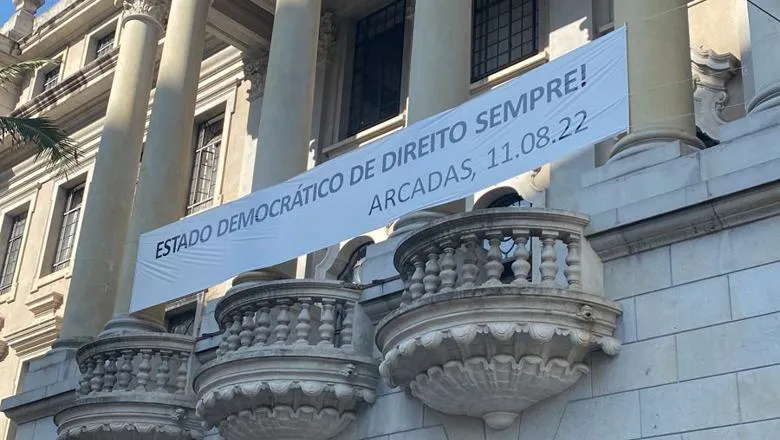 ESTADO DEMOCRÁTICO DE DIREITO SEMPRE!
ARCADAS, 11.08.22